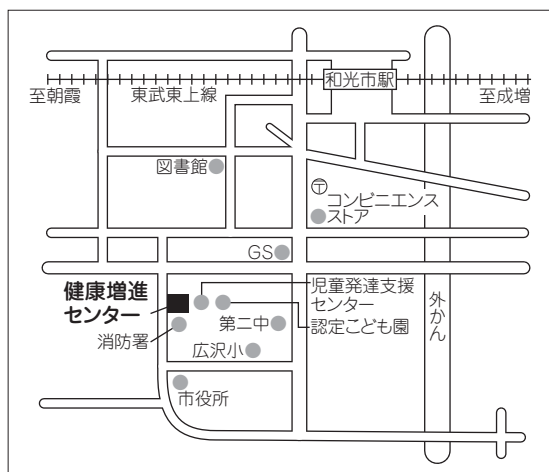 和光市駅
至朝霞
東武東上線
至成増
図書館
〒
コンビニエンス
ストア
GS
健康増進
センター
児童発達支援
センター
外かん
消防署
第二中
認定こども園
広沢小
市役所